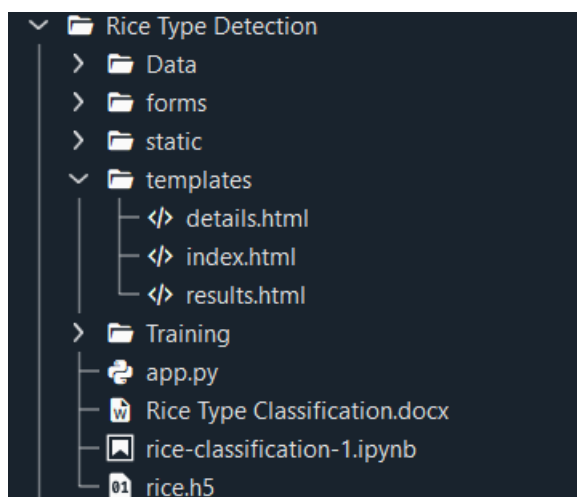 Rice Type Detection
Data
forms
static
templates
</> details.html
</> index.html
</> results.html
Training
app.py
W Rice Type Classification.docx
rice-classification-1.ipynb
01 rice.h5